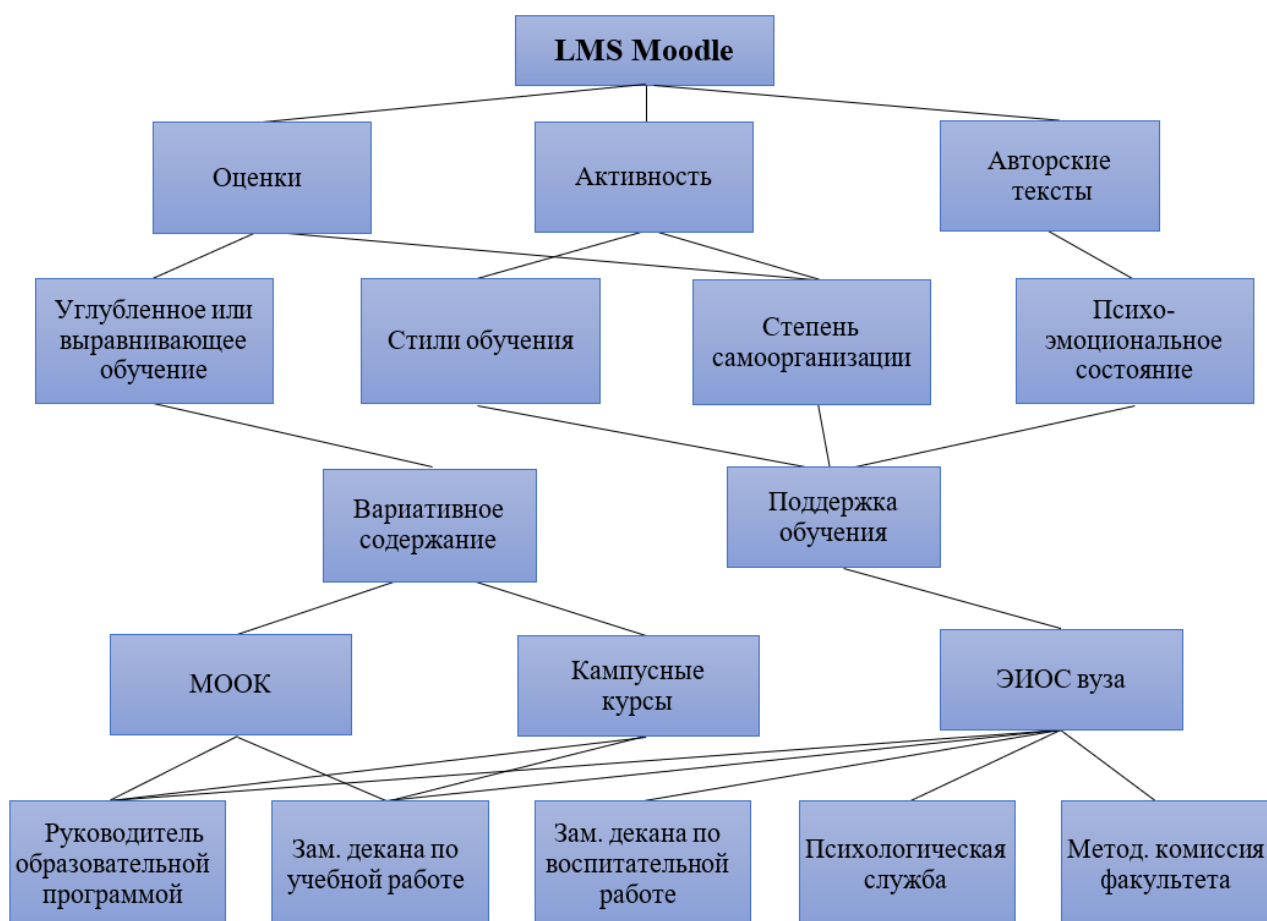 LMS Moodle
Оценки
Активность
Авторские
тексты
Углубленное или
выравнивающее
обучение
Стили обучения
Степень
самоорганизации
Психо-
эмоциональное
состояние
Вариативное
содержание
Поддержка
обучения
МООК
Кампусные
курсы
ЭИОС вуза
Руководитель
образовательной
программой
Зам. декана по
учебной работе
Зам. декана по
воспитательной
работе
Психологическая
служба
Метод. комиссия
факультета